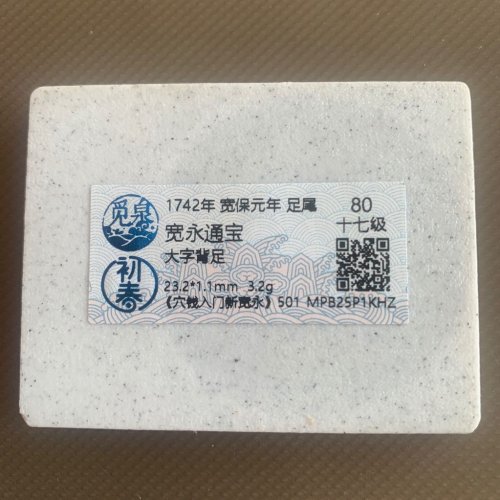 觅泉
初春
1742年 宽保元年 足尾 80
宽永通宝 十七级
大字背足
23.2*1.1mm 3.2g
《穴钱入门新宽永》501 MPB25P1KHZ